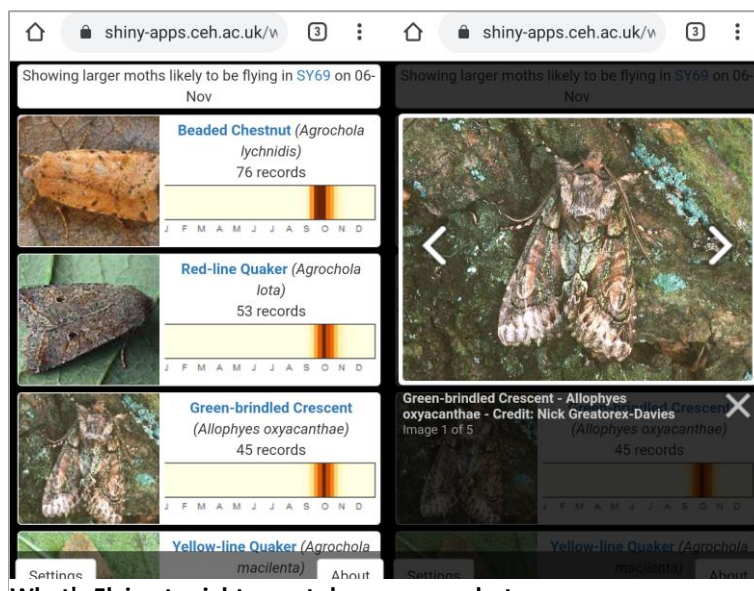 shiny-apps.ceh.ac.uk/w
3
Showing larger moths likely to be flying in SY69 on 06-
Nov
Beaded Chestnut (Agrochola
lychnidis)
76 records
J F M A M J J A S O N D
Red-line Quaker (Agrochola
lota)
53 records
J F M A M J J A S O N D
Green-brindled Crescent
(Allophyes oxyacanthae)
45 records
J F M A M J J A S O N D
Yellow-line Quaker (Agrochola
macilenta)
Settings
About
shiny-apps.ceh.ac.uk/w
3
Showing larger moths likely to be flying in SY69 on 06-
Nov
Green-brindled Crescent - Allophyes
oxyacanthae - Credit: Nick Greatorex-Davies
Image 1 of 5
Green-brindled Crescent
(Allophyes oxyacanthae)
45 records
J F M A M J J A S O N D
Yellow-line Quaker (Agrochola
macilenta)
Settings
About